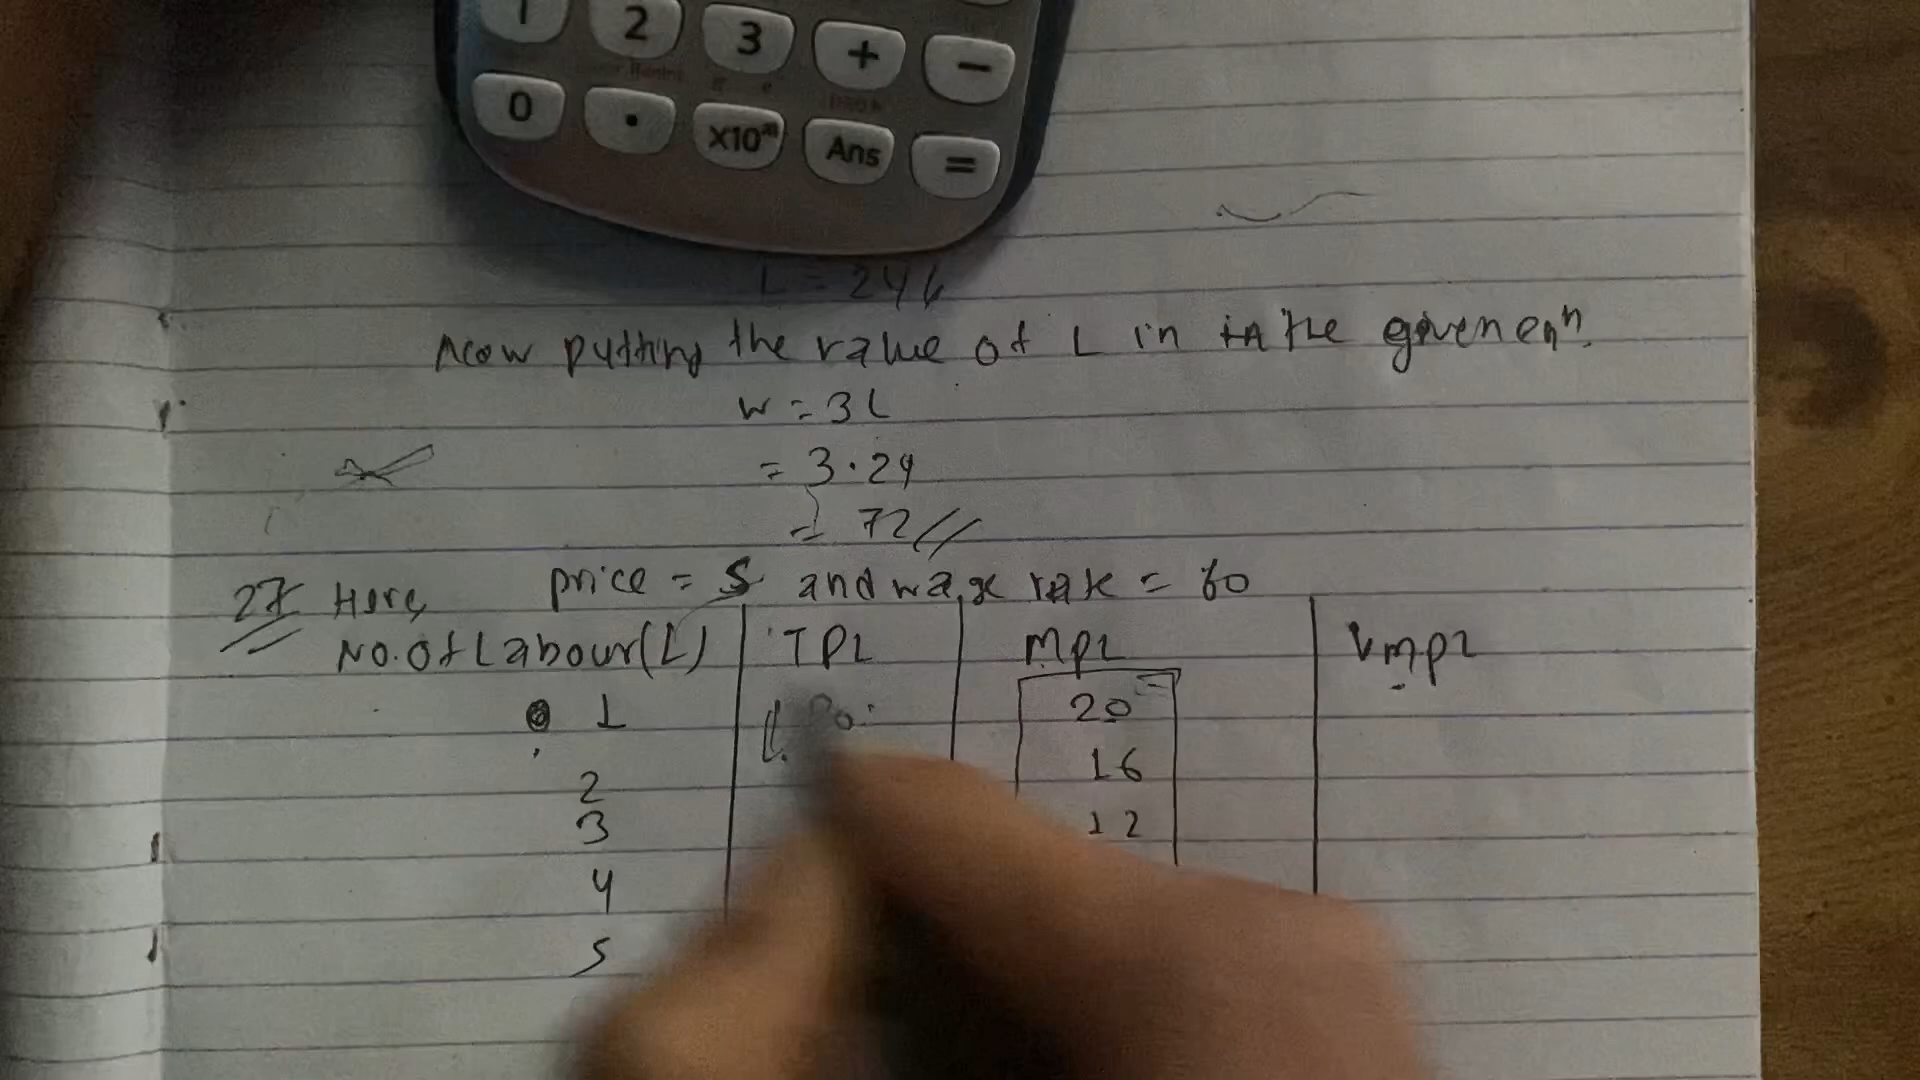 1 2 3 + −
0 . X10ˣ Ans =
L = 24
Now putting the value of L in the given eqⁿ.
W = 3L
= 3.24
= 72//
27 Here, price = 5 and wage rate = 60
No. of Labour(L) TPL MPL VMPL
1 20
2 16
3 12
4
5